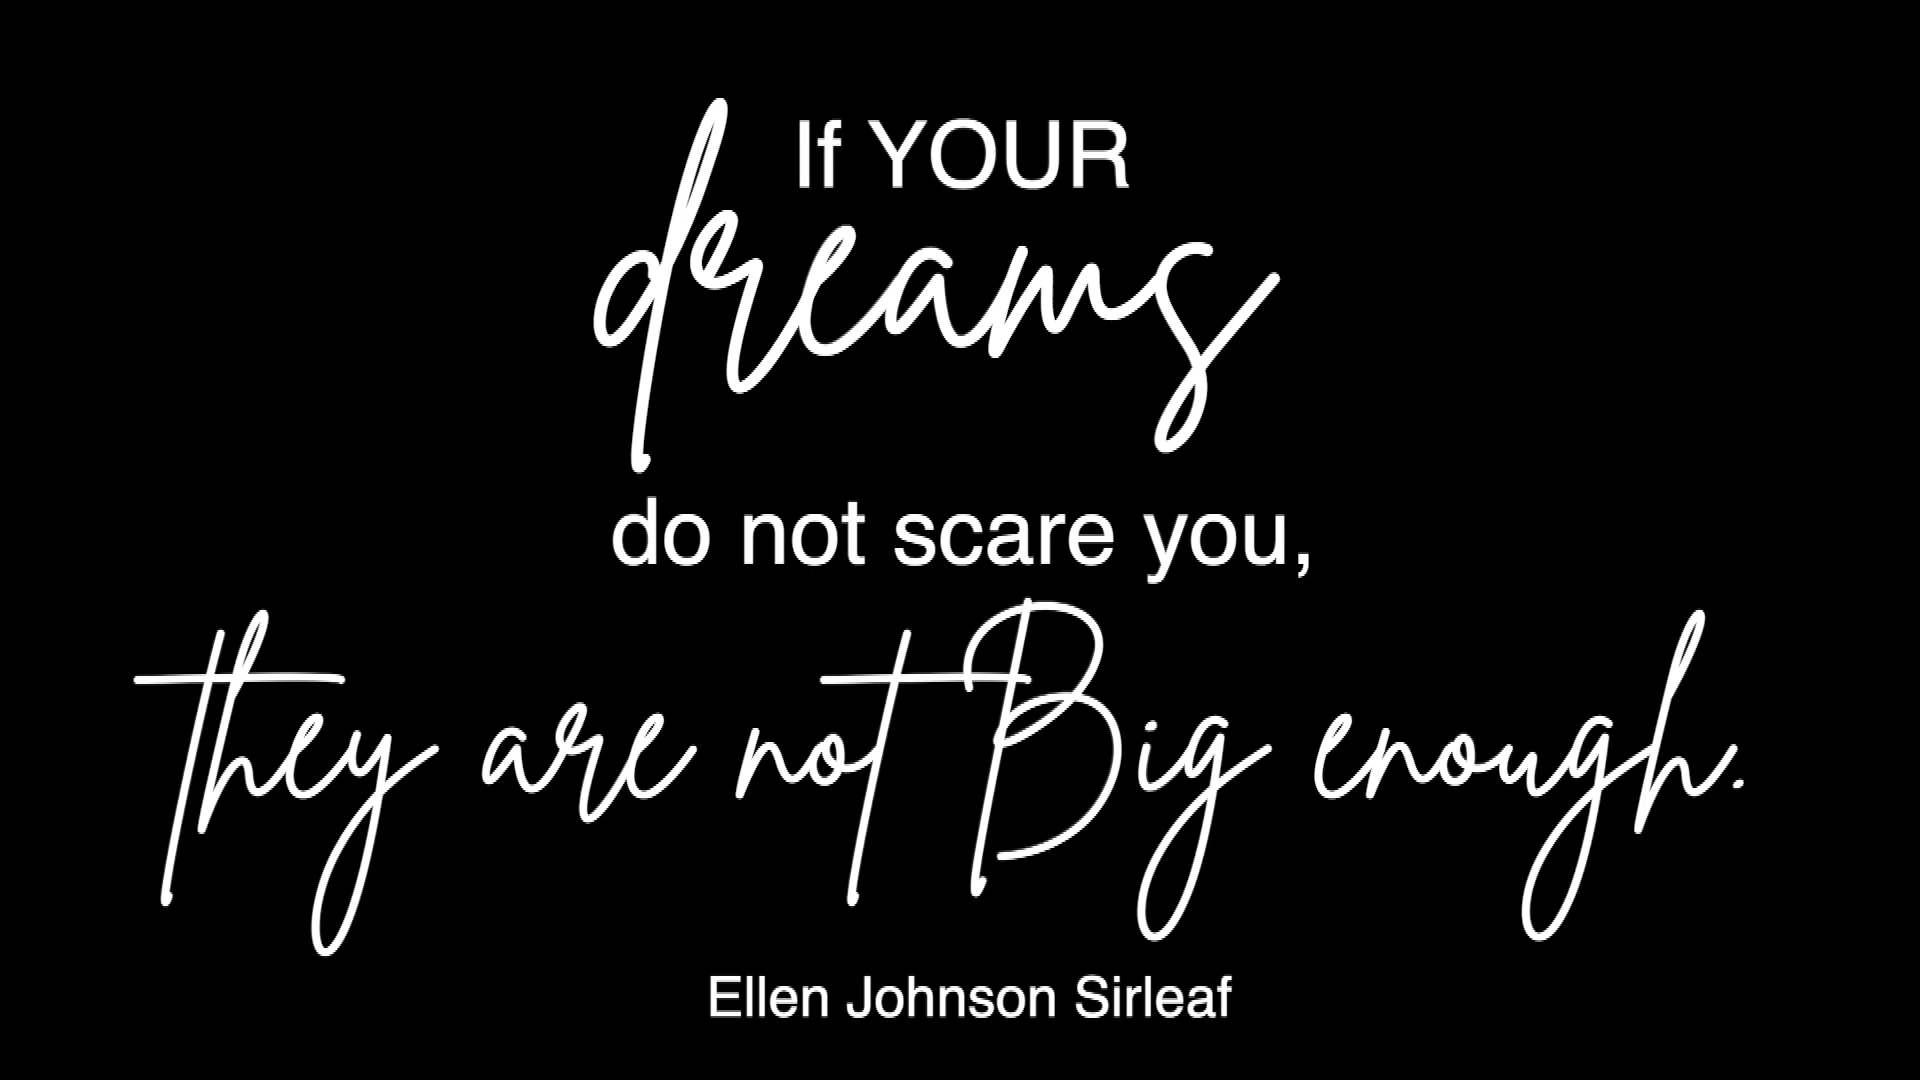 If YOUR
dreams
do not scare you,
they are not Big enough.
Ellen Johnson Sirleaf